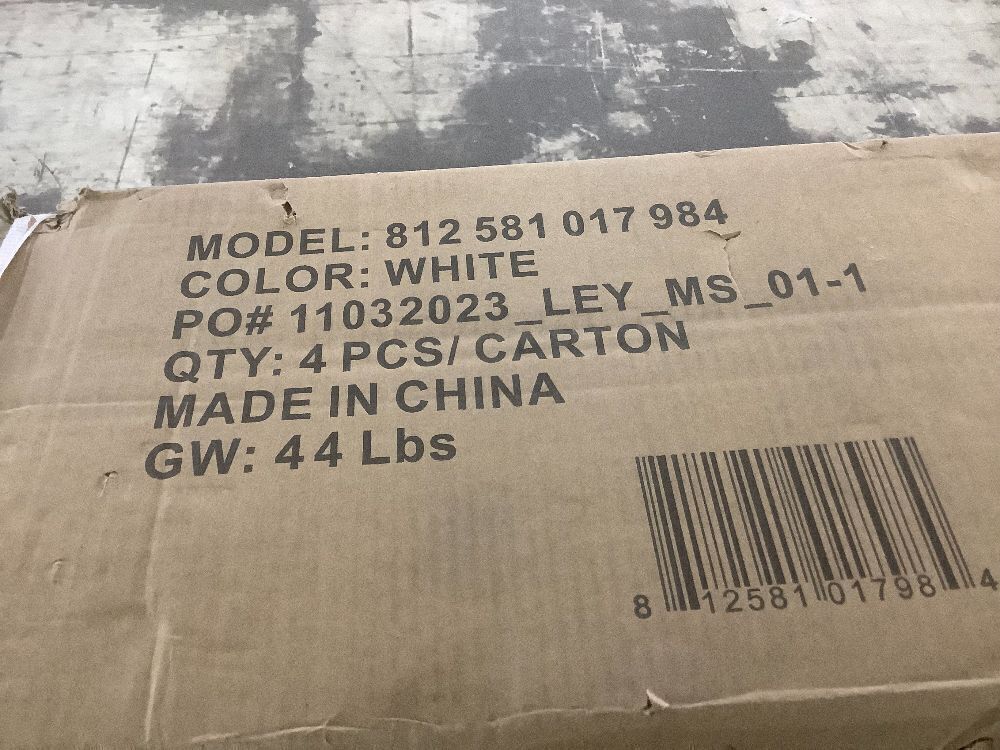 MODEL: 812 581 017 984
COLOR: WHITE
PO# 11032023_LEY_MS_01-1
QTY: 4 PCS/ CARTON
MADE IN CHINA
GW: 44 Lbs
8 12581 01798 4